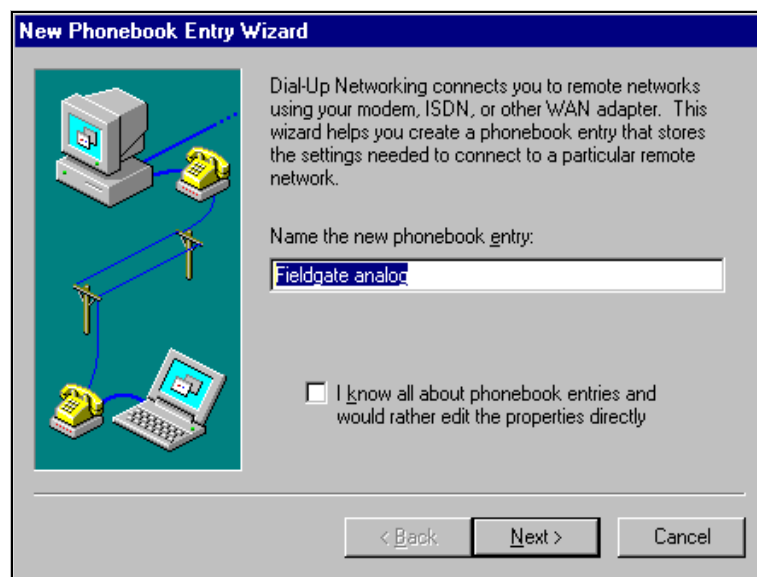 New Phonebook Entry Wizard
Dial-Up Networking connects you to remote networks
using your modem, ISDN, or other WAN adapter.  This
wizard helps you create a phonebook entry that stores
the settings needed to connect to a particular remote
network.
Name the new phonebook entry:
Fieldgate analog
I know all about phonebook entries and
would rather edit the properties directly
< Back
Next >
Cancel